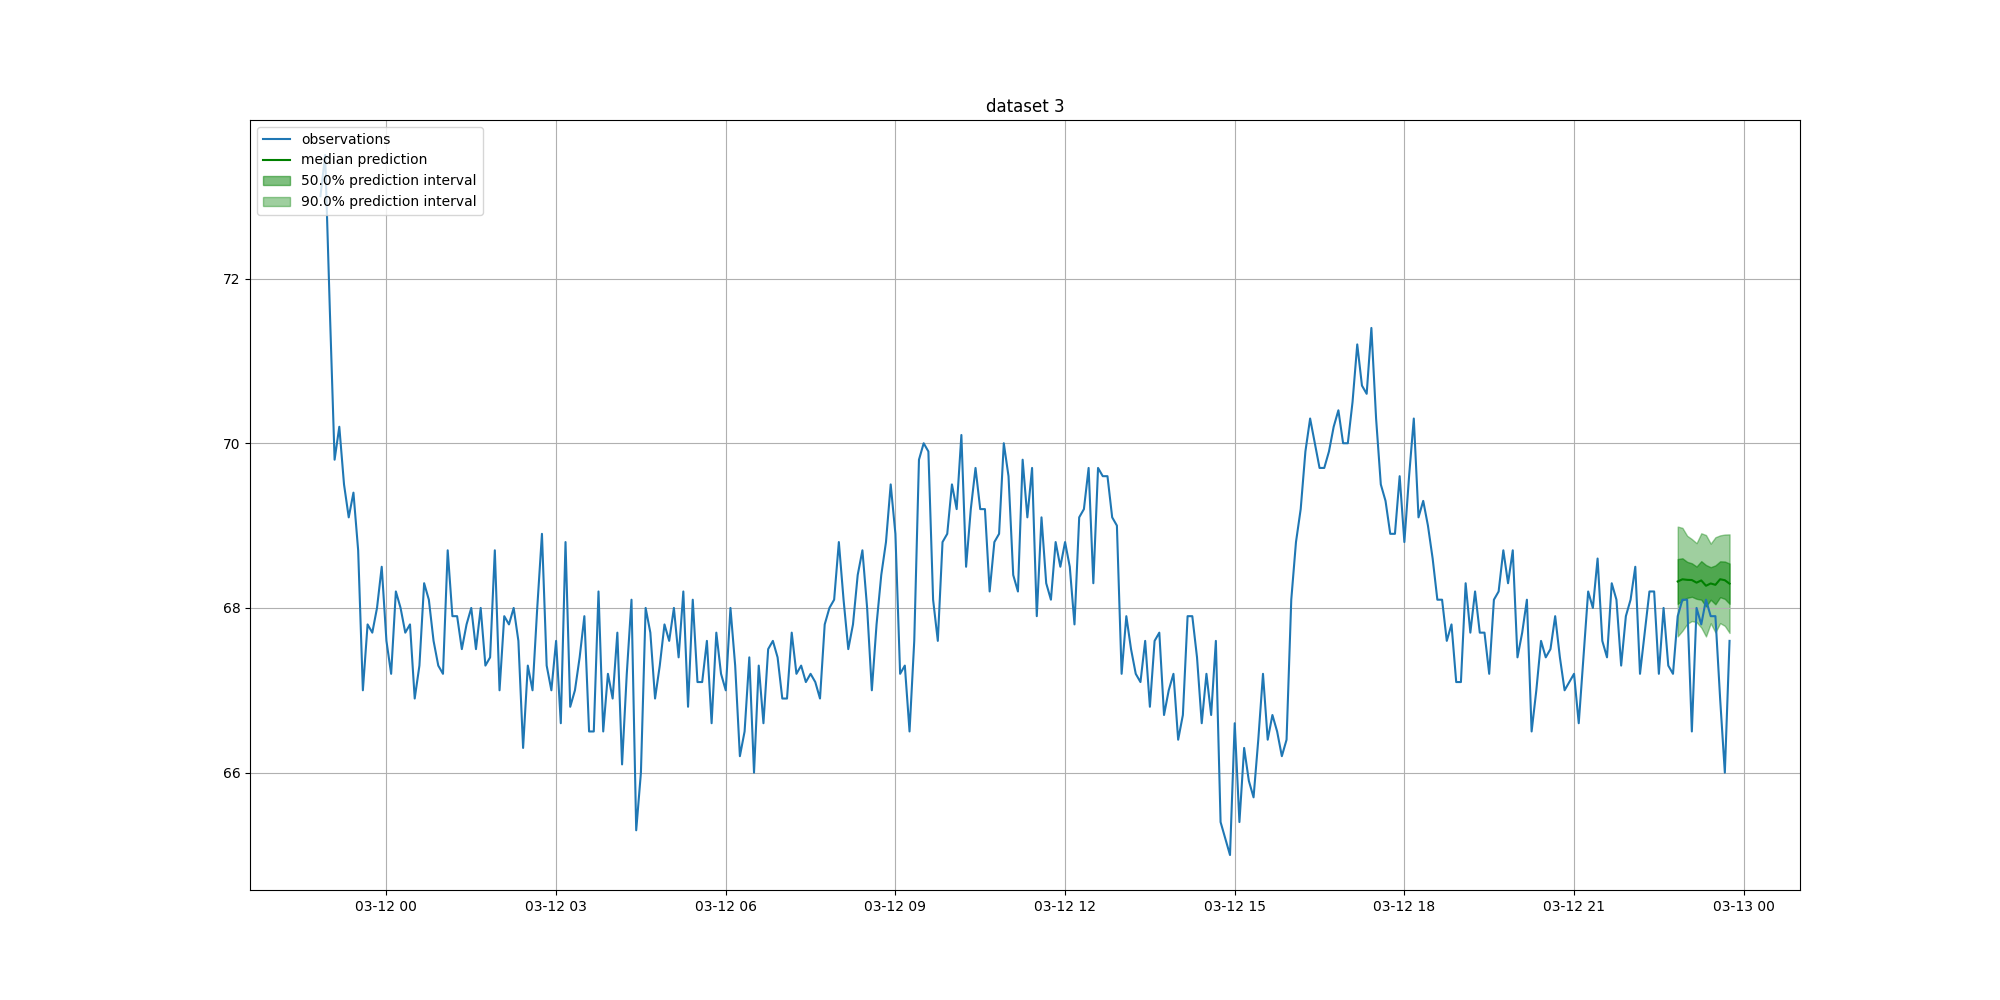 dataset 3
observations
median prediction
50.0% prediction interval
90.0% prediction interval
72
70
68
66
03-12 00
03-12 03
03-12 06
03-12 09
03-12 12
03-12 15
03-12 18
03-12 21
03-13 00